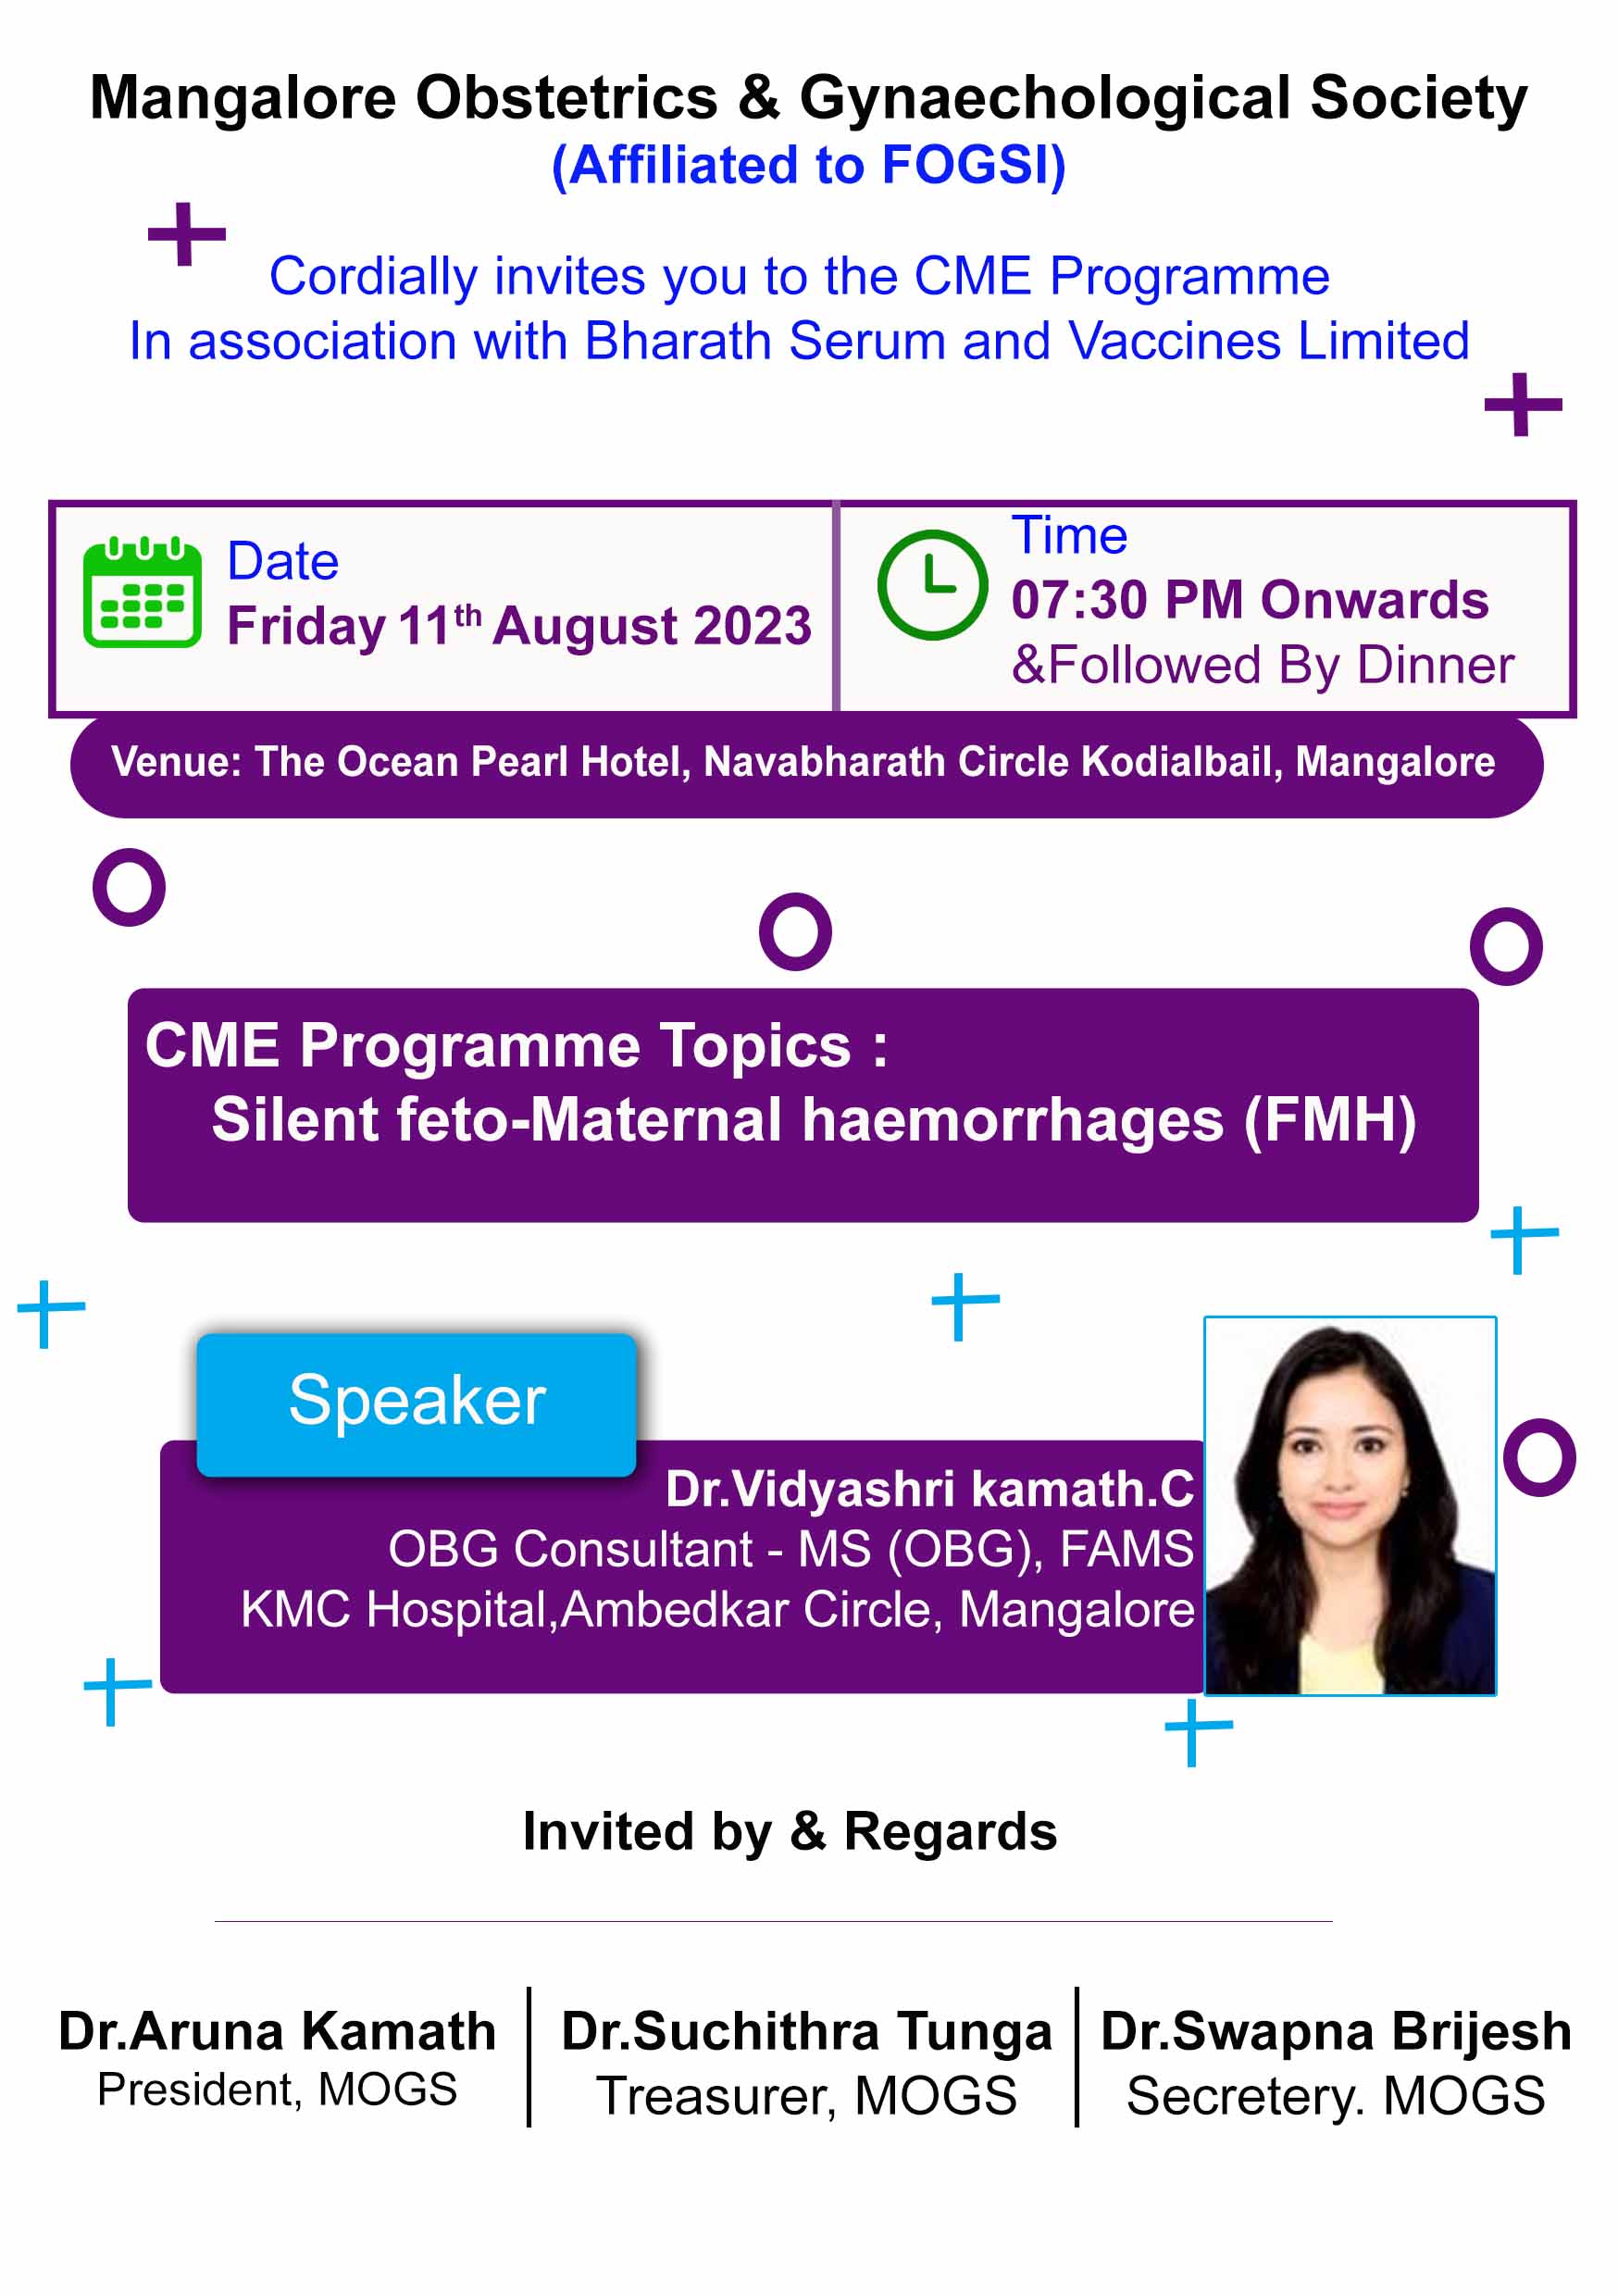 Mangalore Obstetrics & Gynaechological Society
(Affiliated to FOGSI)
Cordially invites you to the CME Programme
In association with Bharath Serum and Vaccines Limited
Date
Friday 11th August 2023
Time
07:30 PM Onwards
&Followed By Dinner
Venue: The Ocean Pearl Hotel, Navabharath Circle Kodialbail, Mangalore
CME Programme Topics :
Silent feto-Maternal haemorrhages (FMH)
Speaker
Dr.Vidyashri kamath.C
OBG Consultant - MS (OBG), FAMS
KMC Hospital,Ambedkar Circle, Mangalore
Invited by & Regards
Dr.Aruna Kamath
President, MOGS
Dr.Suchithra Tunga
Treasurer, MOGS
Dr.Swapna Brijesh
Secretery. MOGS